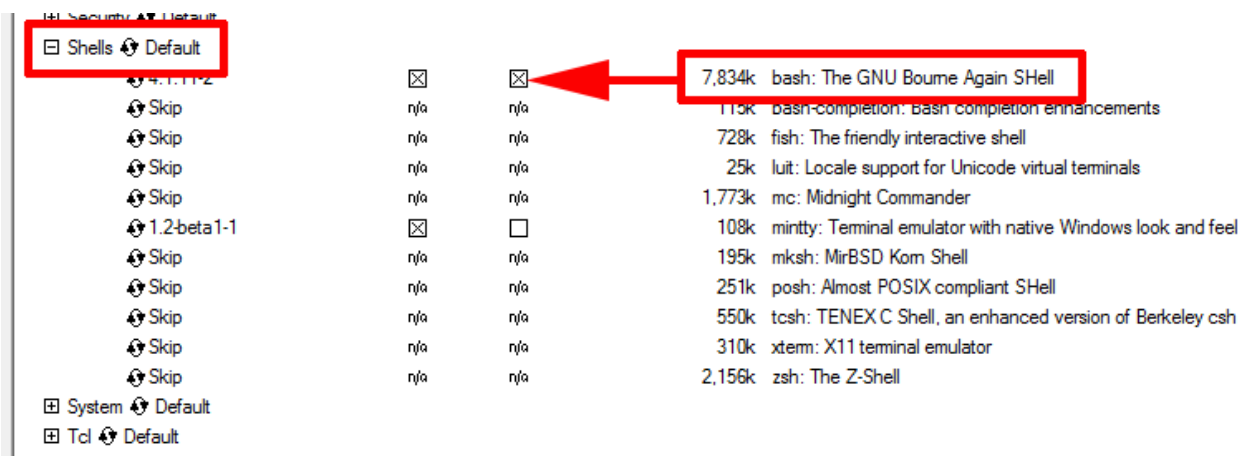 Security Default
Shells Default
4.1.11-2 7,834k bash: The GNU Bourne Again SHell
Skip n/a n/a 115k bash-completion: Bash completion enhancements
Skip n/a n/a 728k fish: The friendly interactive shell
Skip n/a n/a 25k luit: Locale support for Unicode virtual terminals
Skip n/a n/a 1,773k mc: Midnight Commander
1.2-beta1-1 108k mintty: Terminal emulator with native Windows look and feel
Skip n/a n/a 195k mksh: MirBSD Korn Shell
Skip n/a n/a 251k posh: Almost POSIX compliant SHell
Skip n/a n/a 550k tcsh: TENEX C Shell, an enhanced version of Berkeley csh
Skip n/a n/a 310k xterm: X11 terminal emulator
Skip n/a n/a 2,156k zsh: The Z-Shell
System Default
Tcl Default